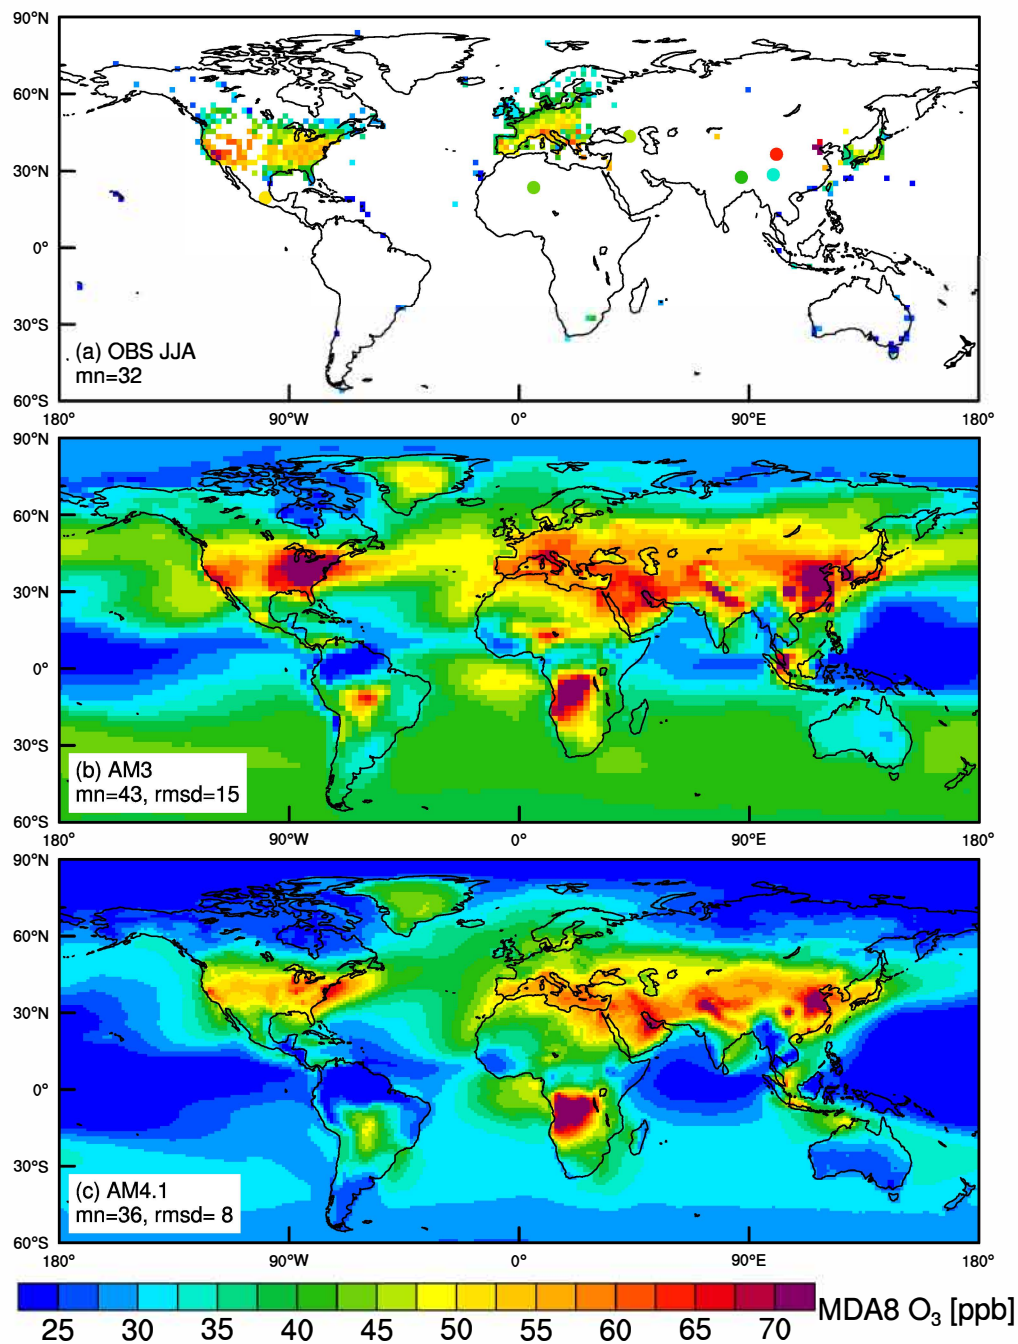 90°N
60°N
30°N
0°
30°S
60°S
(a) OBS JJA
mn=32
180° 90°W 0° 90°E 180°
90°N
60°N
30°N
0°
30°S
60°S
(b) AM3
mn=43, rmsd=15
180° 90°W 0° 90°E 180°
90°N
60°N
30°N
0°
30°S
60°S
(c) AM4.1
mn=36, rmsd= 8
180° 90°W 0° 90°E 180°
25 30 35 40 45 50 55 60 65 70
MDA8 O₃ [ppb]